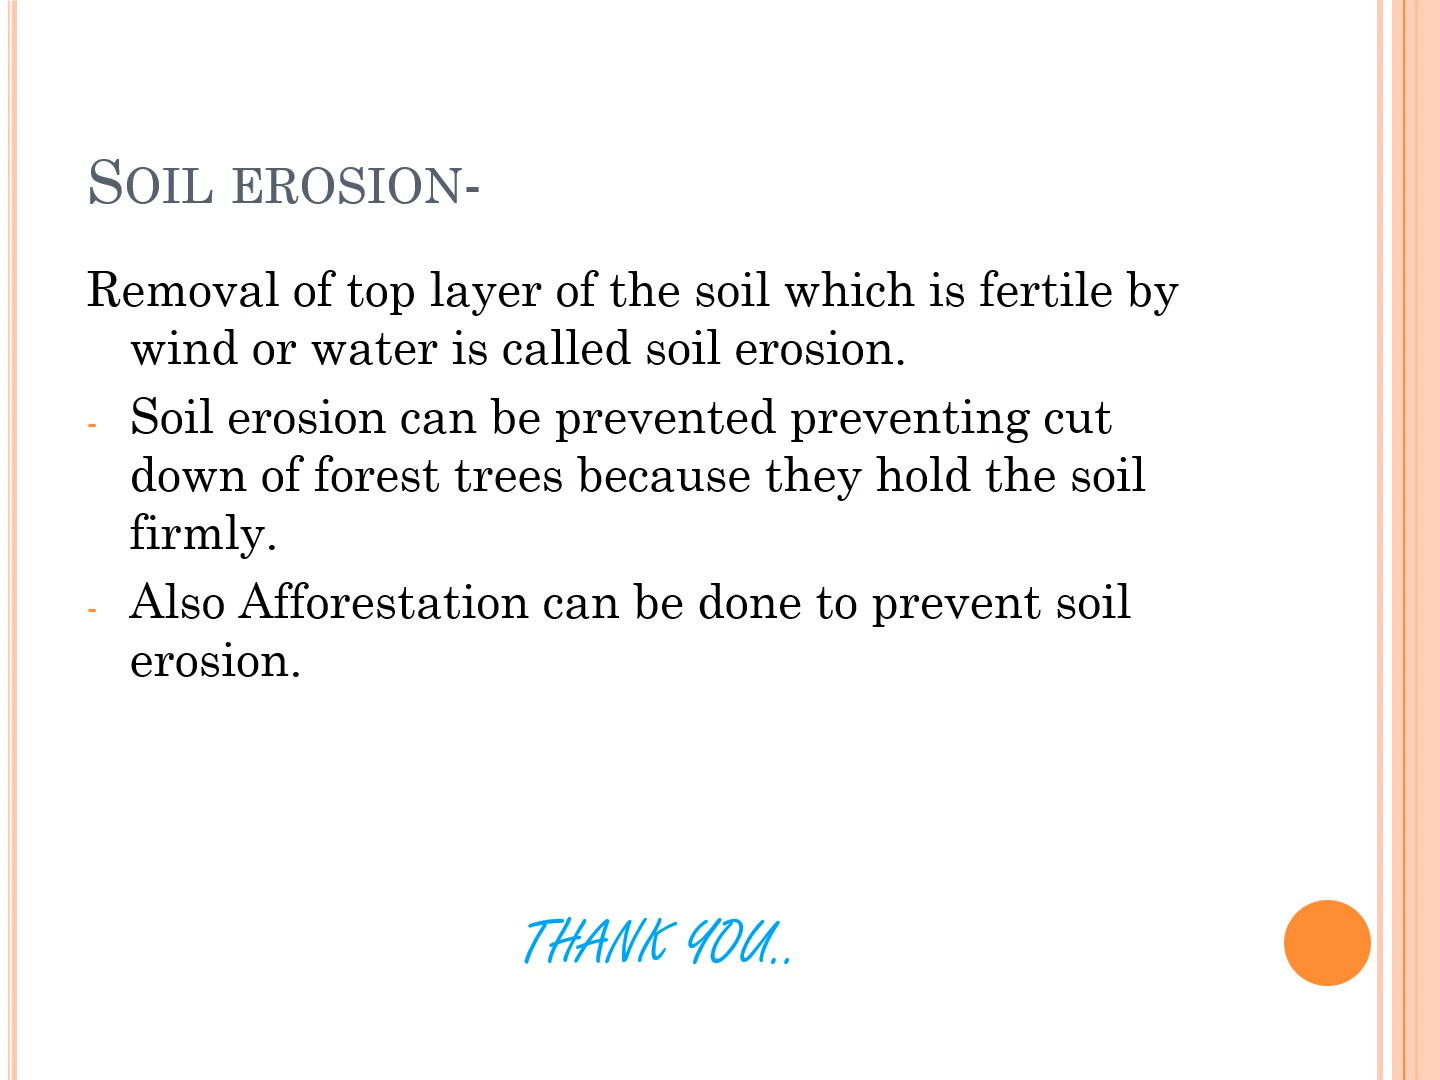 SOIL EROSION-
Removal of top layer of the soil which is fertile by
wind or water is called soil erosion.
- Soil erosion can be prevented preventing cut
down of forest trees because they hold the soil
firmly.
- Also Afforestation can be done to prevent soil
erosion.
THANK YOU..